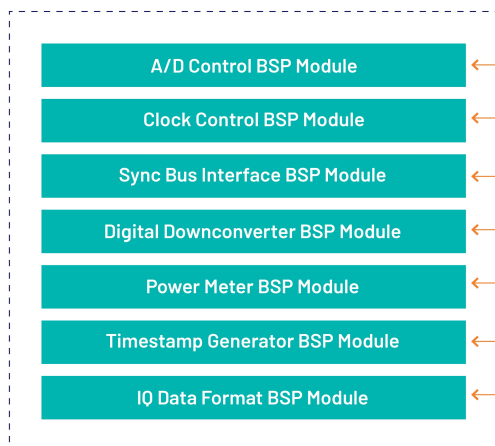 A/D Control BSP Module
Clock Control BSP Module
Sync Bus Interface BSP Module
Digital Downconverter BSP Module
Power Meter BSP Module
Timestamp Generator BSP Module
IQ Data Format BSP Module